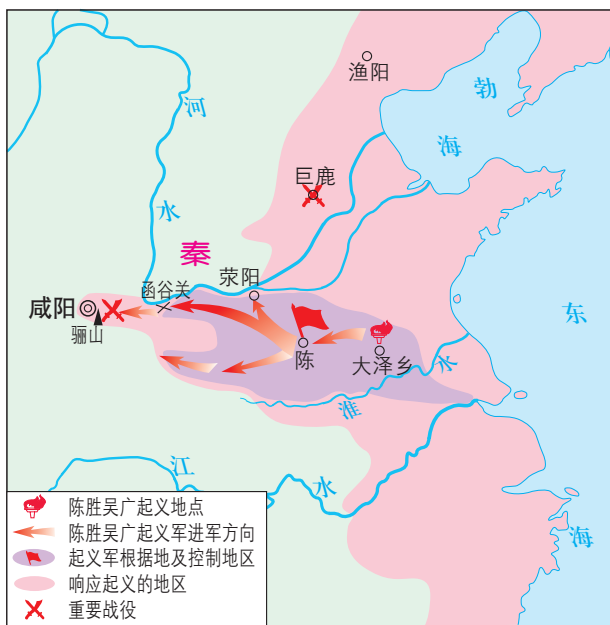 渔阳
勃
海
河
水
巨鹿
秦
函谷关
荥阳
咸阳
骊山
陈
大泽乡
东
海
淮
水
江
水
陈胜吴广起义地点
陈胜吴广起义军进军方向
起义军根据地及控制地区
响应起义的地区
重要战役